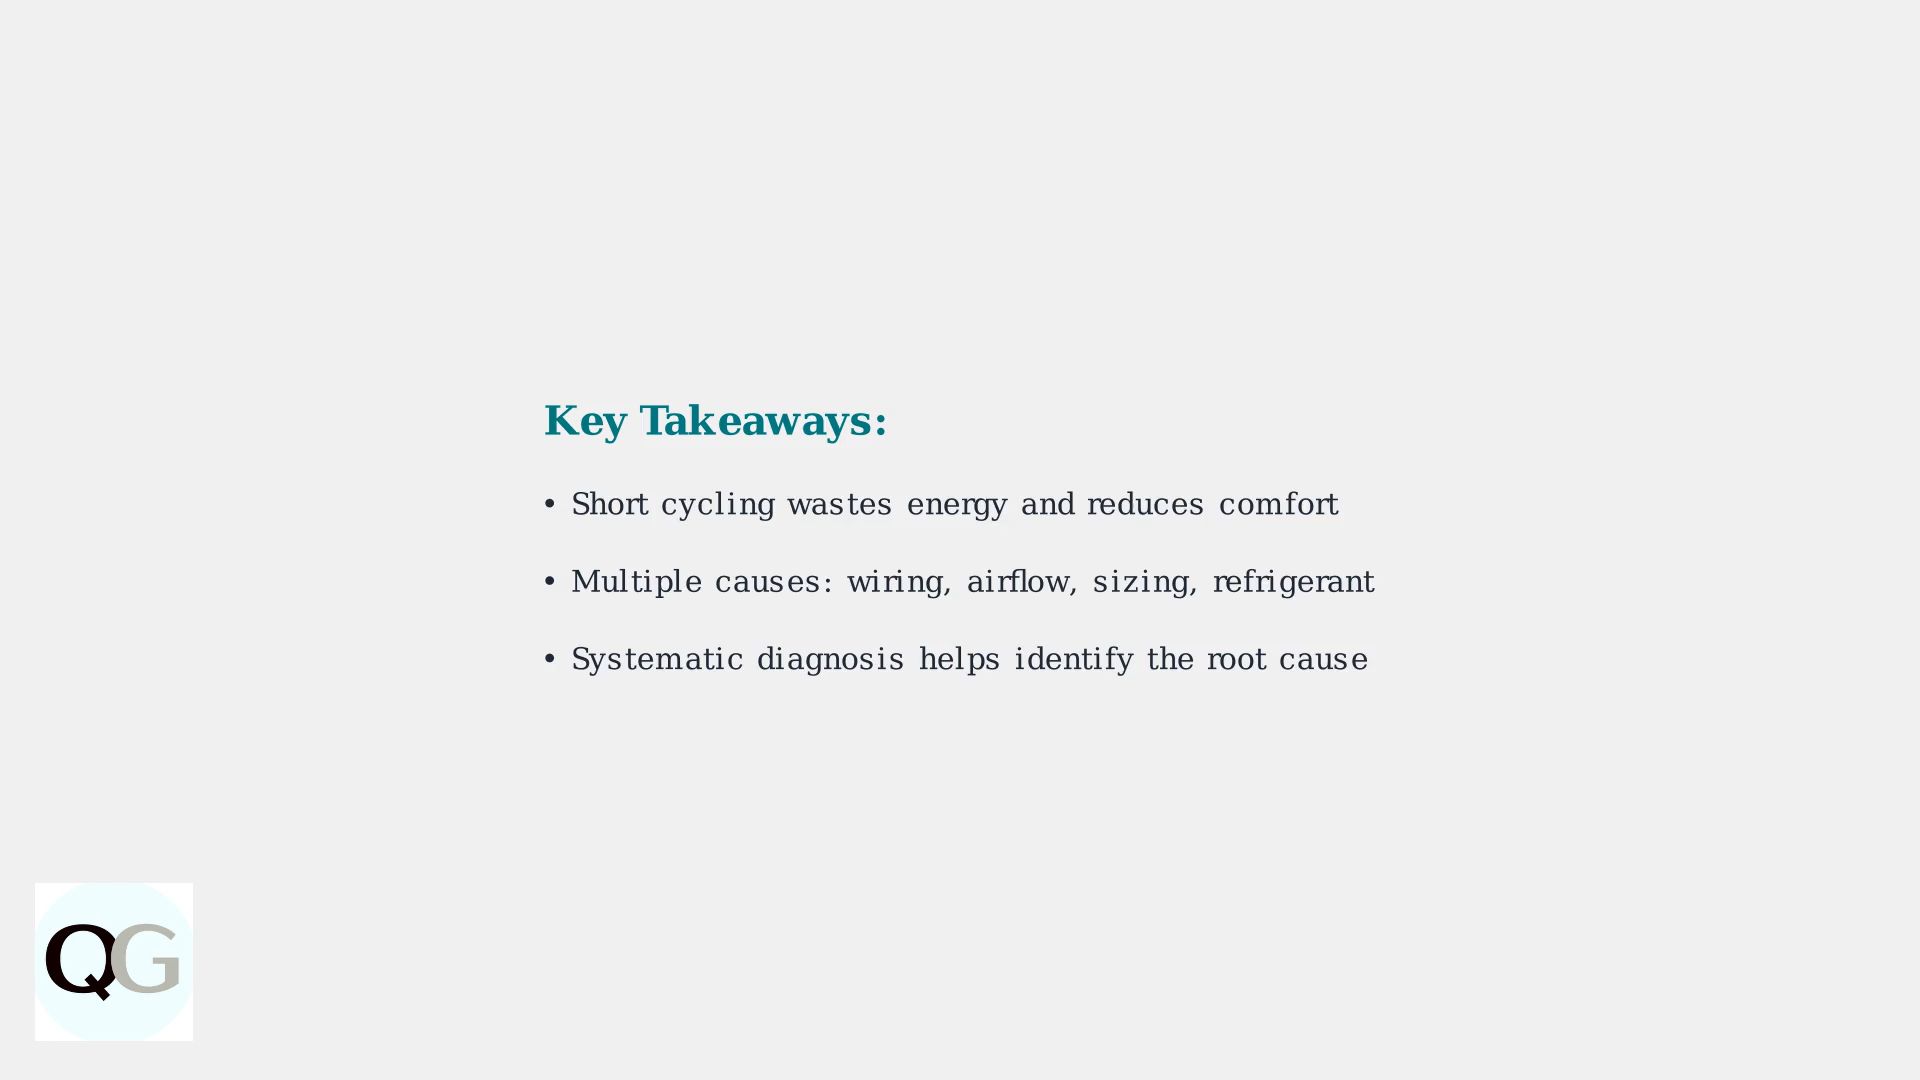 Key Takeaways:
• Short cycling wastes energy and reduces comfort
• Multiple causes: wiring, airflow, sizing, refrigerant
• Systematic diagnosis helps identify the root cause
QG